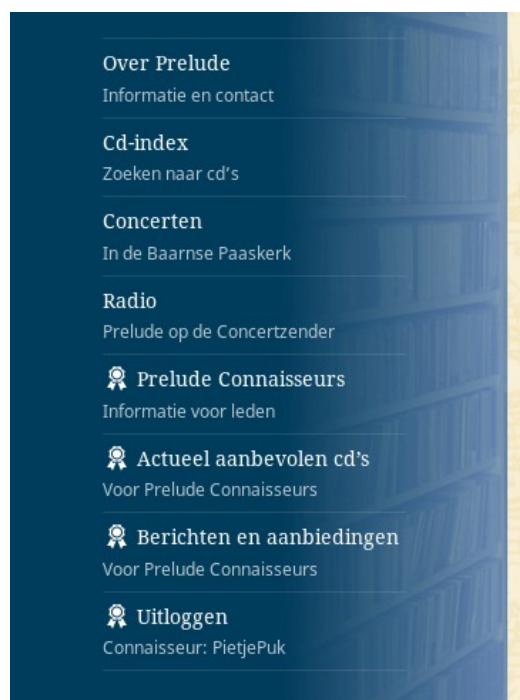 Over Prelude
Informatie en contact
Cd-index
Zoeken naar cd’s
Concerten
In de Baarnse Paaskerk
Radio
Prelude op de Concertzender
Prelude Connaisseurs
Informatie voor leden
Actueel aanbevolen cd’s
Voor Prelude Connaisseurs
Berichten en aanbiedingen
Voor Prelude Connaisseurs
Uitloggen
Connaisseur: PietjePuk